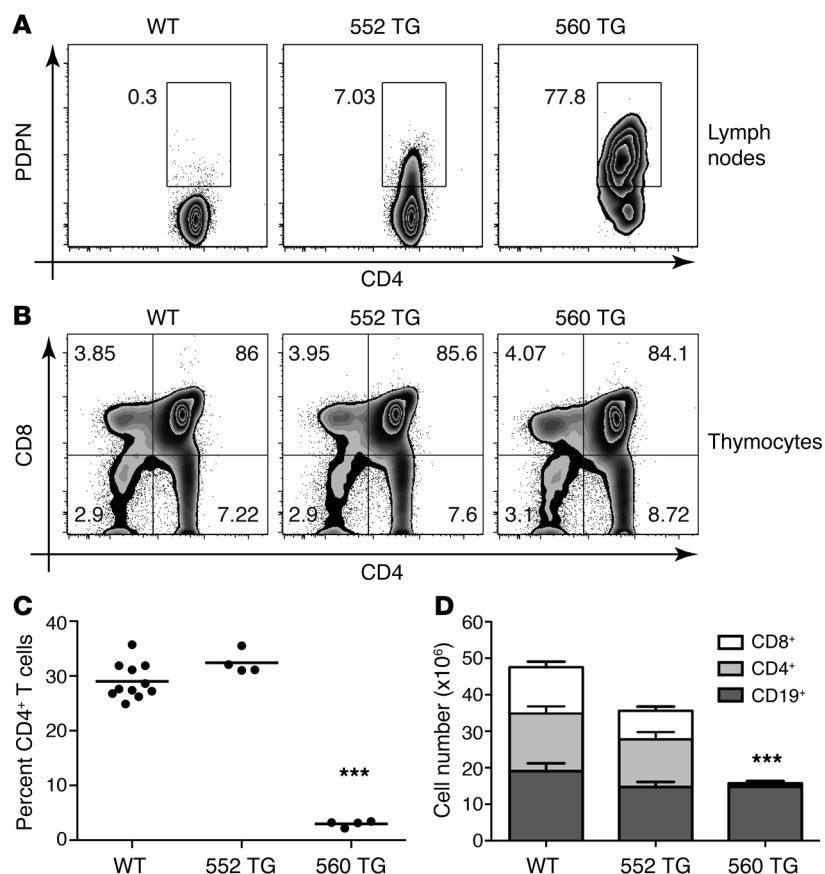 A
WT
552 TG
560 TG
PDPN
0.3
7.03
77.8
Lymph
nodes
CD4
B
WT
552 TG
560 TG
CD8
3.85
86
3.95
85.6
4.07
84.1
Thymocytes
2.9
7.22
2.9
7.6
3.1
8.72
CD4
C
Percent CD4⁺ T cells
40
30
20
10
0
***
WT
552 TG
560 TG
D
Cell number (x10⁶)
60
50
40
30
20
10
0
CD8⁺
CD4⁺
CD19⁺
***
WT
552 TG
560 TG